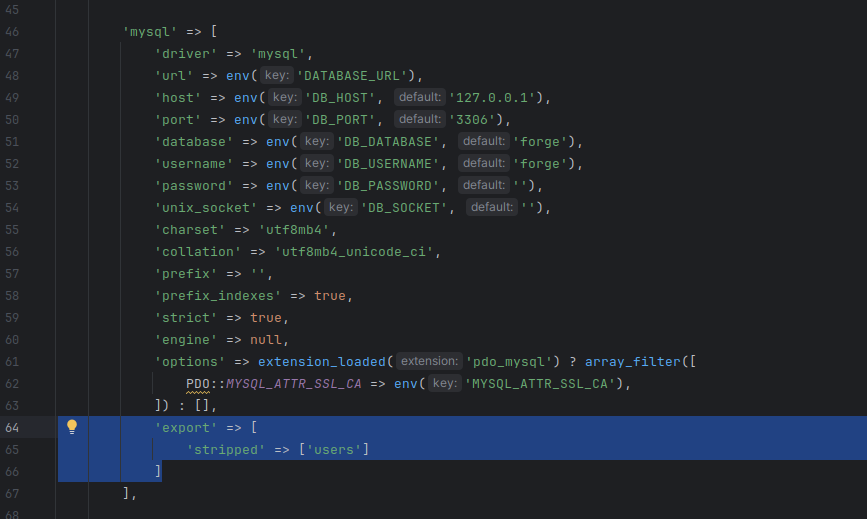 45
46 'mysql' => [
47 'driver' => 'mysql',
48 'url' => env( key: 'DATABASE_URL'),
49 'host' => env( key: 'DB_HOST', default: '127.0.0.1'),
50 'port' => env( key: 'DB_PORT', default: '3306'),
51 'database' => env( key: 'DB_DATABASE', default: 'forge'),
52 'username' => env( key: 'DB_USERNAME', default: 'forge'),
53 'password' => env( key: 'DB_PASSWORD', default: ''),
54 'unix_socket' => env( key: 'DB_SOCKET', default: ''),
55 'charset' => 'utf8mb4',
56 'collation' => 'utf8mb4_unicode_ci',
57 'prefix' => '',
58 'prefix_indexes' => true,
59 'strict' => true,
60 'engine' => null,
61 'options' => extension_loaded( extension: 'pdo_mysql') ? array_filter([
62 PDO::MYSQL_ATTR_SSL_CA => env( key: 'MYSQL_ATTR_SSL_CA'),
63 ]) : [],
64 'export' => [
65 'stripped' => ['users']
66 ]
67 ],
68